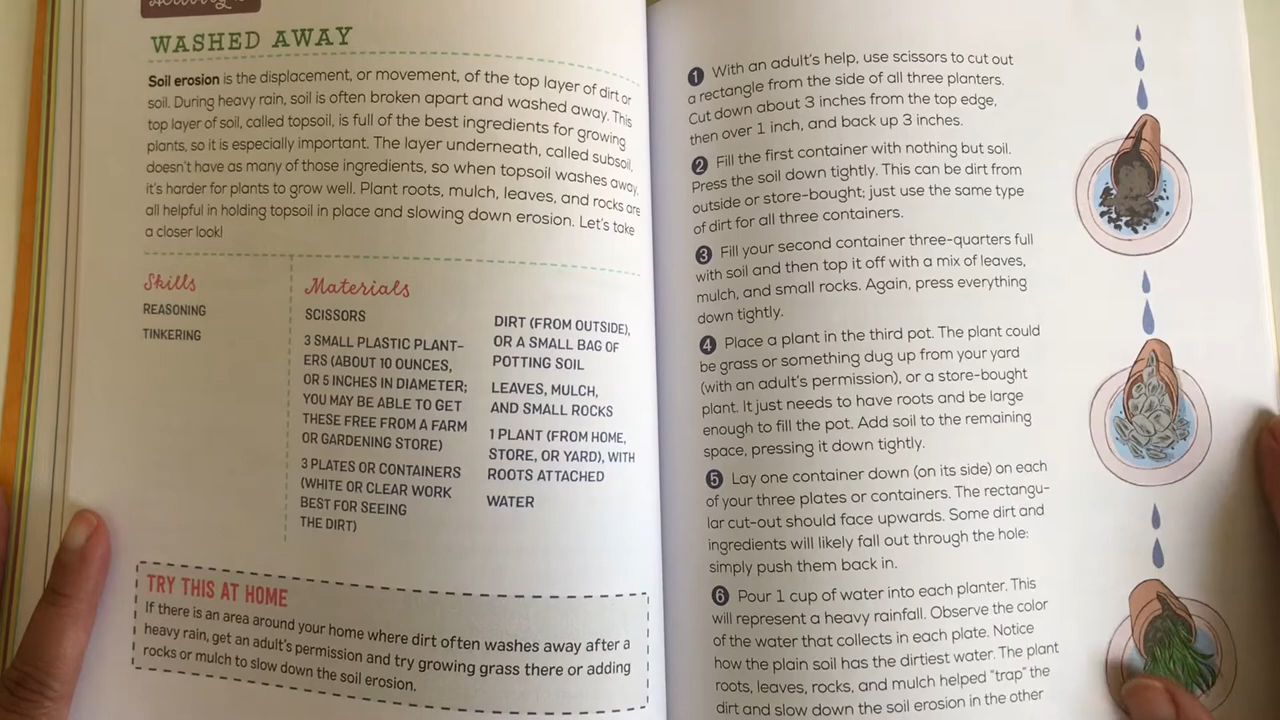 WASHED AWAY
Soil erosion is the displacement, or movement, of the top layer of dirt or
soil. During heavy rain, soil is often broken apart and washed away. This
top layer of soil, called topsoil, is full of the best ingredients for growing
plants, so it is especially important. The layer underneath, called subsoil,
doesn't have as many of those ingredients, so when topsoil washes away,
it's harder for plants to grow well. Plant roots, mulch, leaves, and rocks are
all helpful in holding topsoil in place and slowing down erosion. Let's take
a closer look!
Skills
REASONING
TINKERING
Materials
SCISSORS
3 SMALL PLASTIC PLANT-
ERS (ABOUT 10 OUNCES,
OR 5 INCHES IN DIAMETER;
YOU MAY BE ABLE TO GET
THESE FREE FROM A FARM
OR GARDENING STORE)
3 PLATES OR CONTAINERS
(WHITE OR CLEAR WORK
BEST FOR SEEING
THE DIRT)
DIRT (FROM OUTSIDE),
OR A SMALL BAG OF
POTTING SOIL
LEAVES, MULCH,
AND SMALL ROCKS
1 PLANT (FROM HOME,
STORE, OR YARD), WITH
ROOTS ATTACHED
WATER
TRY THIS AT HOME
If there is an area around your home where dirt often washes away after a
heavy rain, get an adult's permission and try growing grass there or adding
rocks or mulch to slow down the soil erosion.
1 With an adult's help, use scissors to cut out
a rectangle from the side of all three planters.
Cut down about 3 inches from the top edge,
then over 1 inch, and back up 3 inches.
2 Fill the first container with nothing but soil.
Press the soil down tightly. This can be dirt from
outside or store-bought; just use the same type
of dirt for all three containers.
3 Fill your second container three-quarters full
with soil and then top it off with a mix of leaves,
mulch, and small rocks. Again, press everything
down tightly.
4 Place a plant in the third pot. The plant could
be grass or something dug up from your yard
(with an adult's permission), or a store-bought
plant. It just needs to have roots and be large
enough to fill the pot. Add soil to the remaining
space, pressing it down tightly.
5 Lay one container down (on its side) on each
of your three plates or containers. The rectangu-
lar cut-out should face upwards. Some dirt and
ingredients will likely fall out through the hole:
simply push them back in.
6 Pour 1 cup of water into each planter. This
will represent a heavy rainfall. Observe the color
of the water that collects in each plate. Notice
how the plain soil has the dirtiest water. The plant
roots, leaves, rocks, and mulch helped "trap" the
dirt and slow down the soil erosion in the other